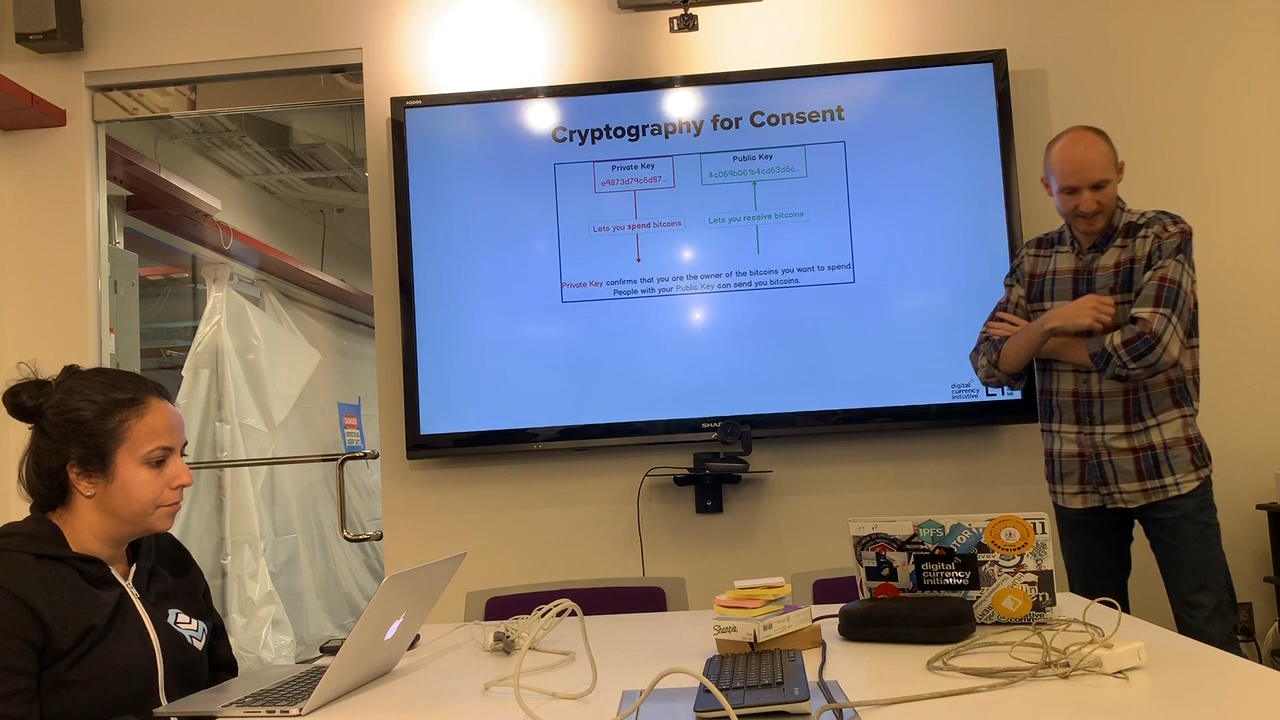 AQUOS
Cryptography for Consent
Private Key
e9873d79c6d87...
Public Key
4c069b061b4cd63d6c...
Lets you spend bitcoins
Lets you receive bitcoins
Private Key confirms that you are the owner of the bitcoins you want to spend
People with your Public Key can send you bitcoins.
digital
currency
initiative
DANGER
IPFS
TOR
digital
currency
initiative
Sharpie